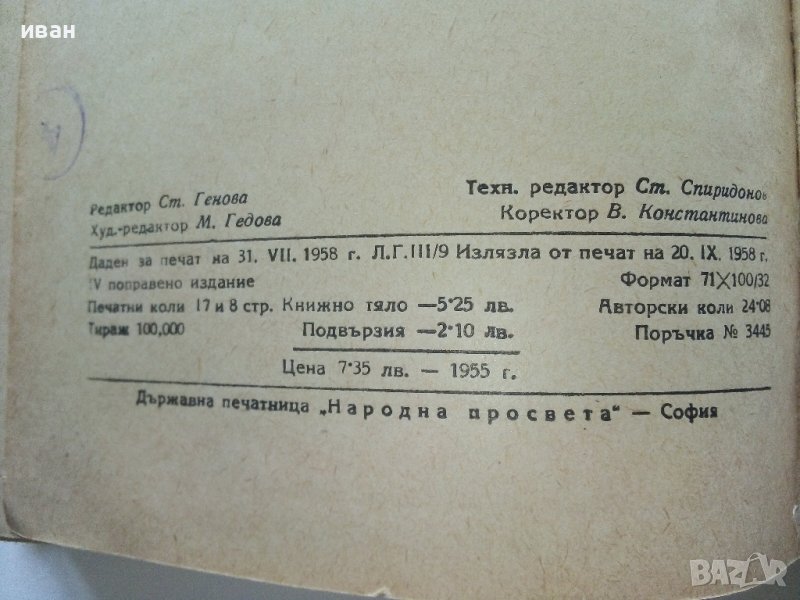 иван
Редактор Ст. Генова
Худ.-редактор М. Гедова
Техн. редактор Ст. Спиридонов
Коректор В. Константинова
Даден за печат на 31. VII. 1958 г. Л.Г.III/9 Излязла от печат на 20. IX. 1958 г.
IV поправено издание Формат 71×100/32
Печатни коли 17 и 8 стр. Книжно тяло —5·25 лв. Авторски коли 24·08
Тираж 100,000 Подвързия —2·10 лв. Поръчка № 3445
Цена 7·35 лв. — 1955 г.
Държавна печатница „Народна просвета“ — София
BAZAR